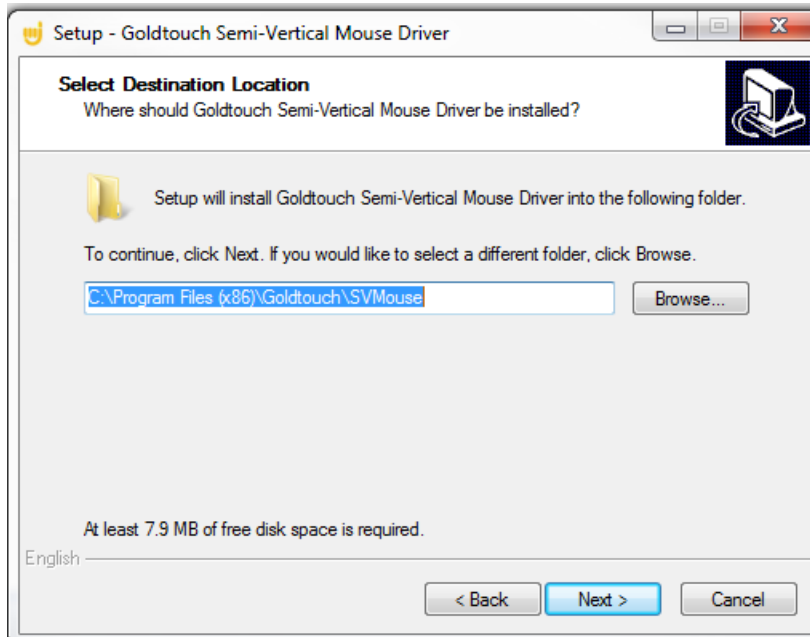 Setup - Goldtouch Semi-Vertical Mouse Driver
Select Destination Location
Where should Goldtouch Semi-Vertical Mouse Driver be installed?
Setup will install Goldtouch Semi-Vertical Mouse Driver into the following folder.
To continue, click Next. If you would like to select a different folder, click Browse.
C:\Program Files (x86)\Goldtouch\SVMouse
Browse...
At least 7.9 MB of free disk space is required.
English
< Back
Next >
Cancel